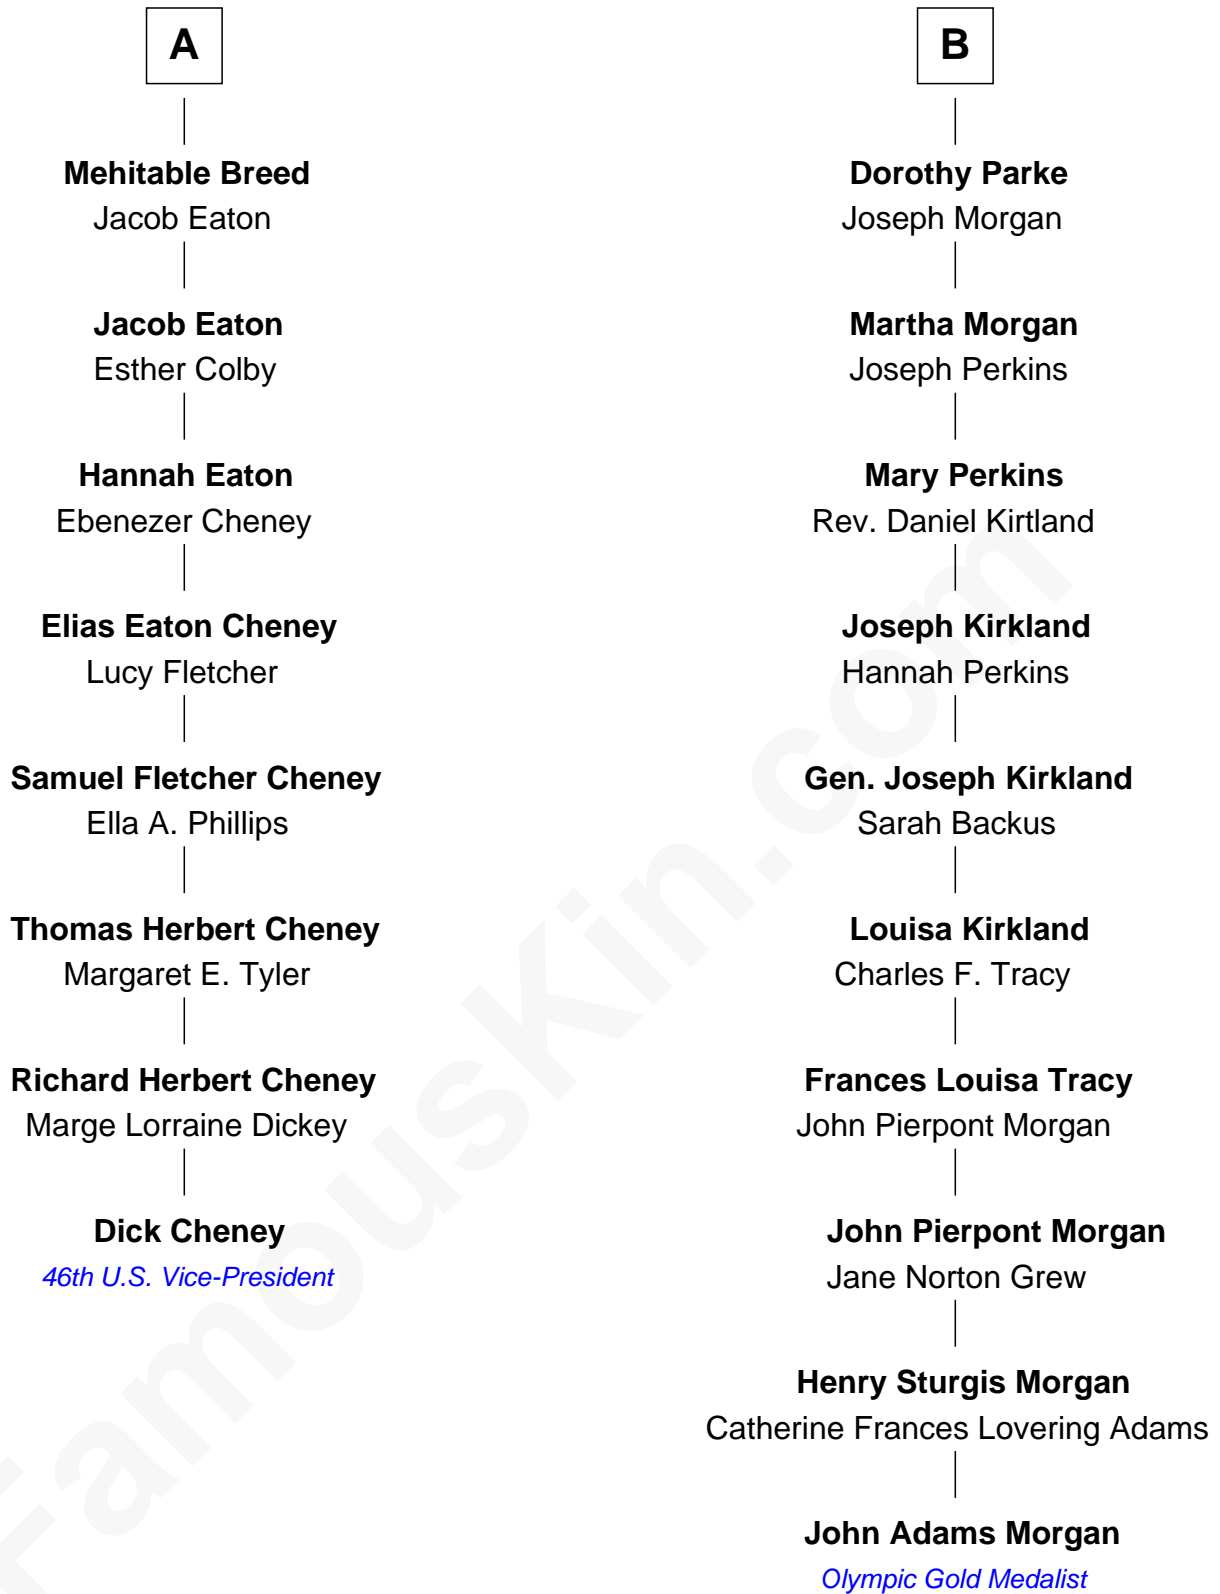 A
Mehitable Breed
Jacob Eaton
Jacob Eaton
Esther Colby
Hannah Eaton
Ebenezer Cheney
Elias Eaton Cheney
Lucy Fletcher
Samuel Fletcher Cheney
Ella A. Phillips
Thomas Herbert Cheney
Margaret E. Tyler
Richard Herbert Cheney
Marge Lorraine Dickey
Dick Cheney
46th U.S. Vice-President
B
Dorothy Parke
Joseph Morgan
Martha Morgan
Joseph Perkins
Mary Perkins
Rev. Daniel Kirtland
Joseph Kirkland
Hannah Perkins
Gen. Joseph Kirkland
Sarah Backus
Louisa Kirkland
Charles F. Tracy
Frances Louisa Tracy
John Pierpont Morgan
John Pierpont Morgan
Jane Norton Grew
Henry Sturgis Morgan
Catherine Frances Lovering Adams
John Adams Morgan
Olympic Gold Medalist
FamousKin.com